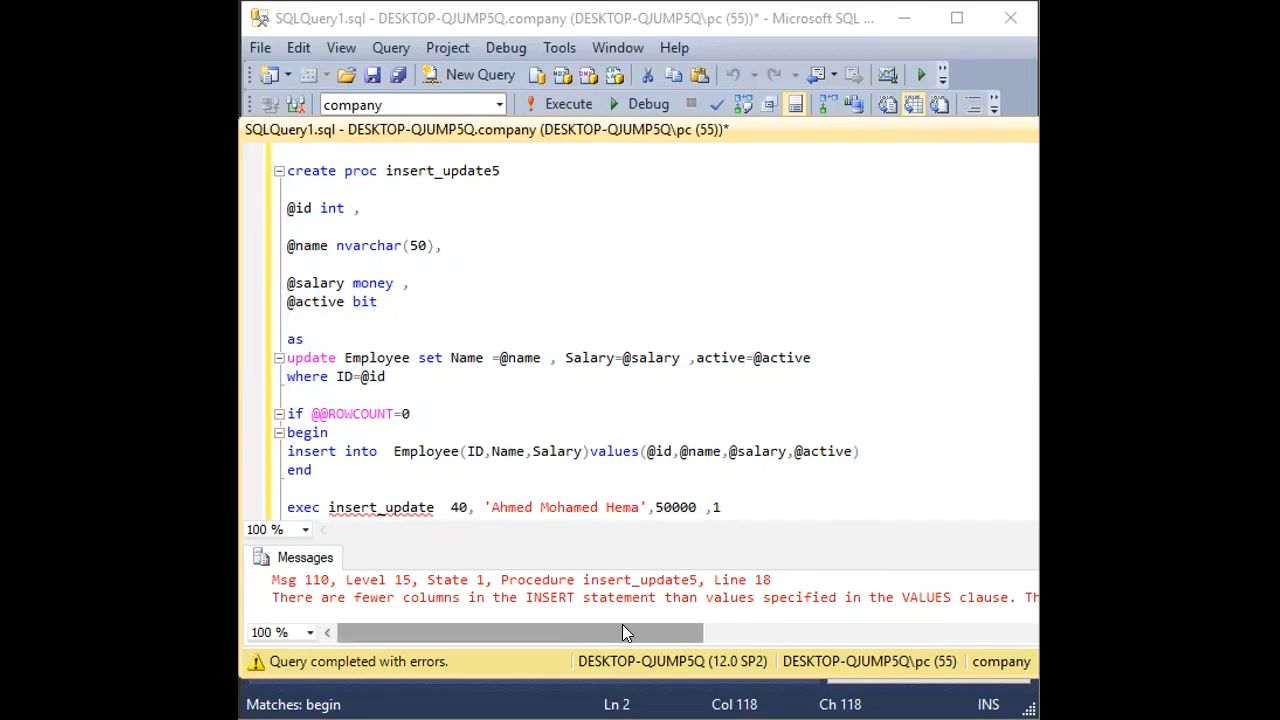 SQLQuery1.sql - DESKTOP-QJUMP5Q.company (DESKTOP-QJUMP5Q\pc (55))* - Microsoft SQL ...
File Edit View Query Project Debug Tools Window Help
New Query
company Execute Debug
SQLQuery1.sql - DESKTOP-QJUMP5Q.company (DESKTOP-QJUMP5Q\pc (55))*
create proc insert_update5
@id int ,
@name nvarchar(50),
@salary money ,
@active bit
as
update Employee set Name =@name , Salary=@salary ,active=@active
where ID=@id
if @@ROWCOUNT=0
begin
insert into  Employee(ID,Name,Salary)values(@id,@name,@salary,@active)
end
exec insert_update  40, 'Ahmed Mohamed Hema',50000 ,1
100 %
Messages
Msg 110, Level 15, State 1, Procedure insert_update5, Line 18
There are fewer columns in the INSERT statement than values specified in the VALUES clause. Th
100 %
Query completed with errors. DESKTOP-QJUMP5Q (12.0 SP2) DESKTOP-QJUMP5Q\pc (55) company
Matches: begin Ln 2 Col 118 Ch 118 INS